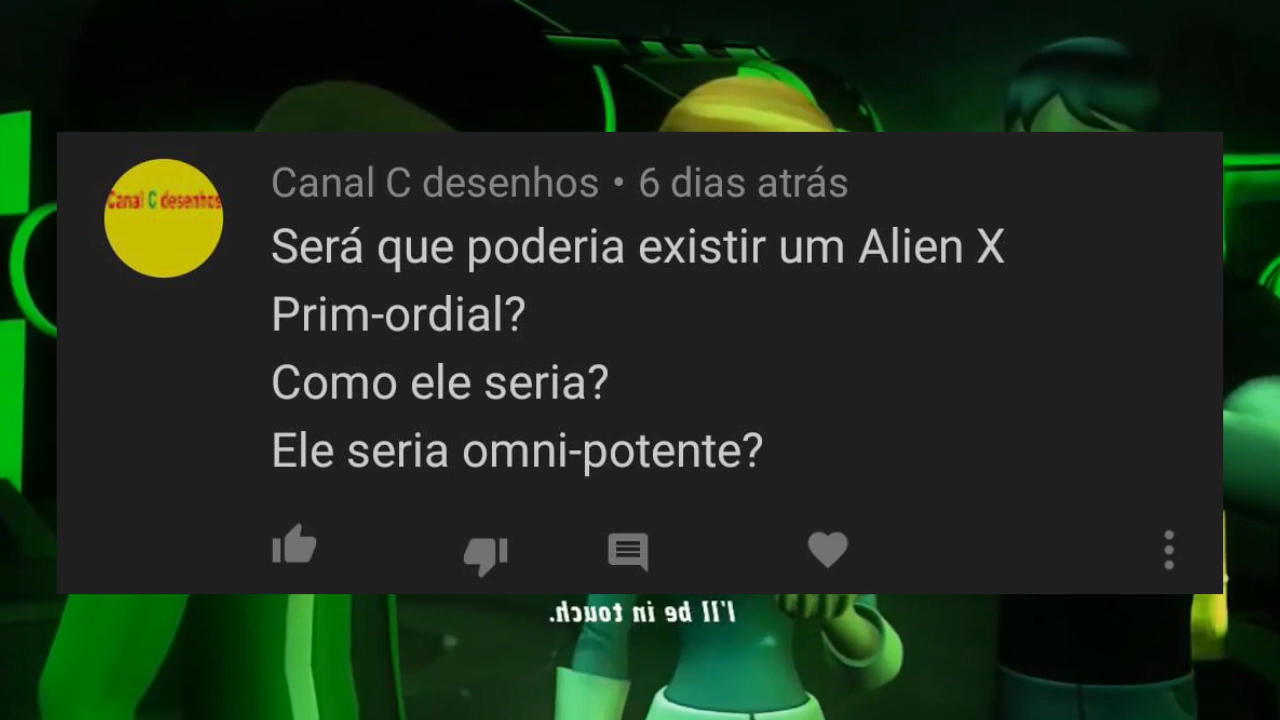 Canal C desenhos
Canal C desenhos • 6 dias atrás
Será que poderia existir um Alien X
Prim-ordial?
Como ele seria?
Ele seria omni-potente?
I'll be in touch.